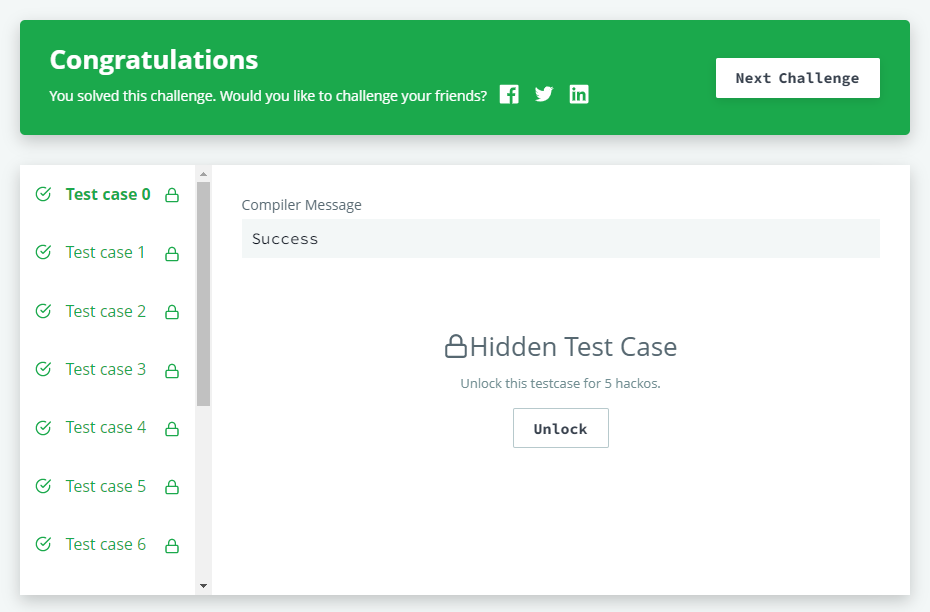 Congratulations
You solved this challenge. Would you like to challenge your friends?
Next Challenge
Test case 0
Test case 1
Test case 2
Test case 3
Test case 4
Test case 5
Test case 6
Compiler Message
Success
Hidden Test Case
Unlock this testcase for 5 hackos.
Unlock